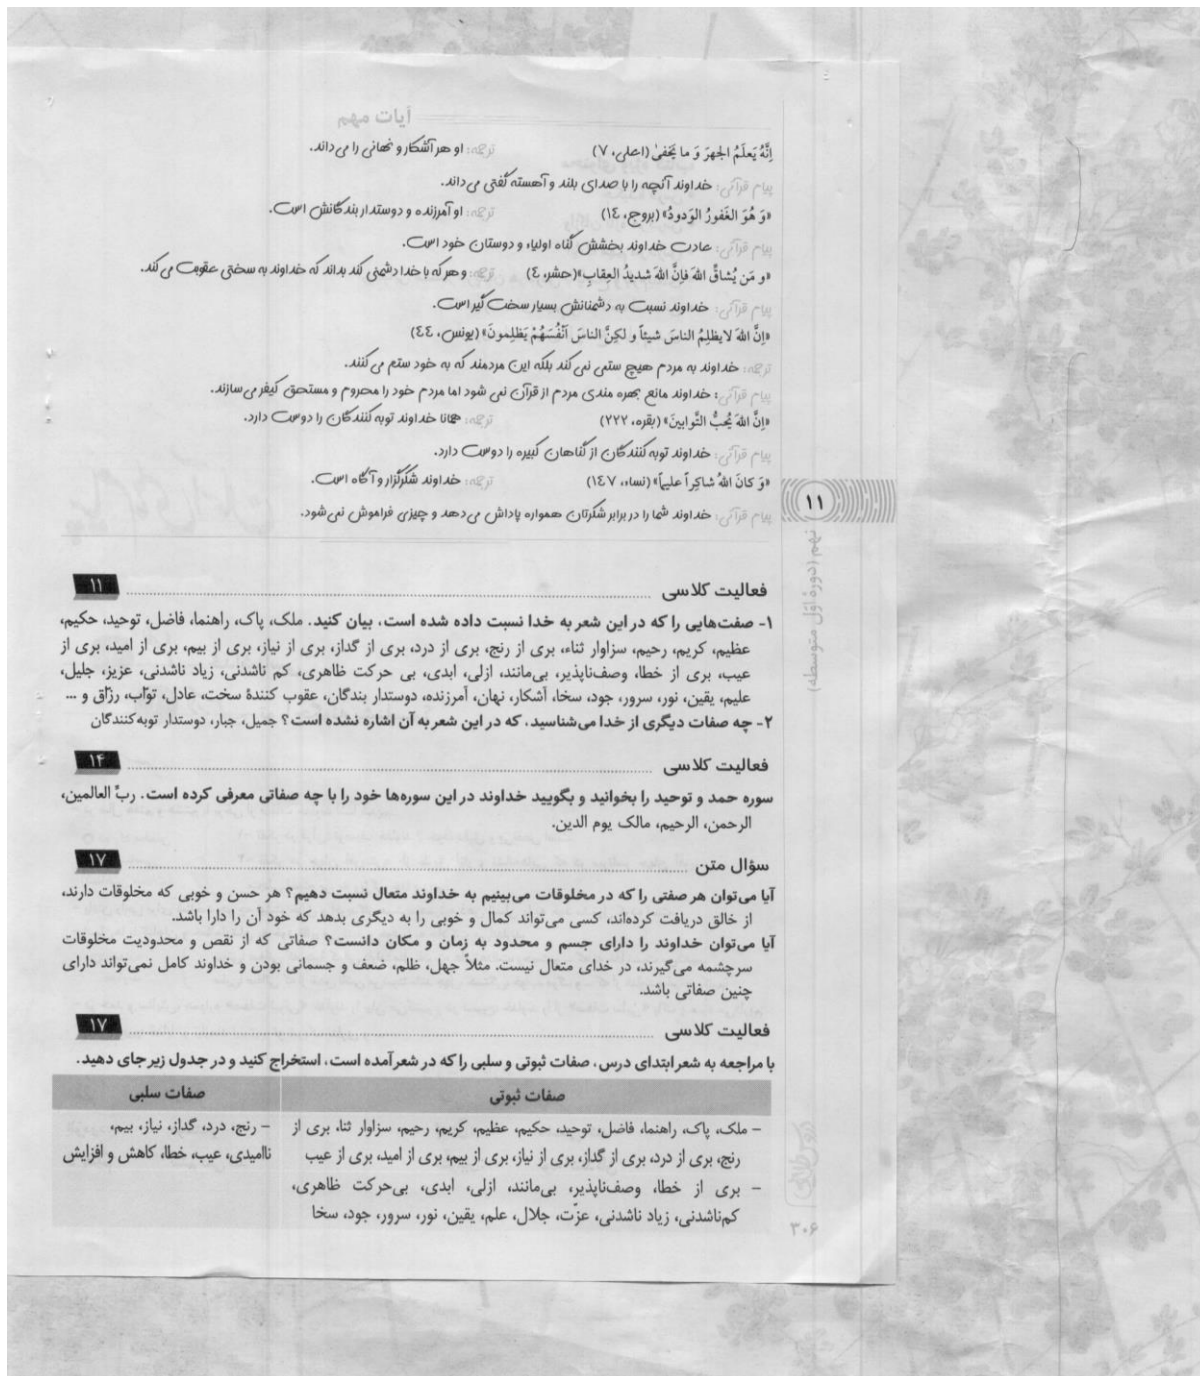 آیات مهم
إِنَّهُ یَعلَمُ الجهرَ وَ ما یَخفیٰ (اعلی، ۷) ترجمه: او هر آشکار و نهانی را می‌داند.
پیام قرآنی: خداوند آنچه را با صدای بلند و آهسته گفتی می‌داند.
«وَ هُوَ الغَفورُ الوَدودُ» (بروج، ۱٤) ترجمه: او آمرزنده و دوستدار بندگانش است.
پیام قرآنی: عادت خداوند بخشش گناه اولیاء و دوستان خود است.
«و مَن یُشاقَّ اللهَ فَإنَّ اللهَ شدیدُ العِقابِ»(حشر، ٤) ترجمه: و هر که با خدا دشمنی کند بداند که خداوند به سختی عقوبت می‌کند.
پیام قرآنی: خداوند نسبت به دشمنانش بسیار سخت گیر است.
«إنَّ اللهَ لایظلِمُ الناسَ شیئاً و لکِنَّ الناسَ اَنْفُسَهُمْ یَظلِمونَ» (یونس، ٤٤)
ترجمه: خداوند به مردم هیچ ستمی نمی کند بلکه این مردمند که به خود ستم می کنند.
پیام قرآنی: خداوند مانع بهره مندی مردم از قرآن نمی شود اما مردم خود را محروم و مستحق کیفر می‌سازند.
«إنَّ اللهَ یُحِبُّ التَّوابینَ» (بقره، ۲۲۲) ترجمه: همانا خداوند توبه کنندگان را دوست دارد.
پیام قرآنی: خداوند توبه کنندگان از گناهان کبیره را دوست دارد.
«وَ کانَ اللهُ شاکِراً علیماً» (نساء، ۱٤۷) ترجمه: خداوند شکرگزار و آگاه است.
پیام قرآنی: خداوند شما را در برابر شکرتان همواره پاداش می‌دهد و چیزی فراموش نمی‌شود.
۱۱
نهم (دورهٔ اوّل متوسطه)
فعالیت کلاسی ۱۱
۱- صفت‌هایی را که در این شعر به خدا نسبت داده شده است، بیان کنید. ملک، پاک، راهنما، فاضل، توحید، حکیم،
عظیم، کریم، رحیم، سزاوار ثناء، بری از رنج، بری از درد، بری از گداز، بری از نیاز، بری از بیم، بری از امید، بری از
عیب، بری از خطا، وصف‌ناپذیر، بی‌مانند، ازلی، ابدی، بی حرکت ظاهری، کم ناشدنی، زیاد ناشدنی، عزیز، جلیل،
علیم، یقین، نور، سرور، جود، سخا، آشکار، نهان، آمرزنده، دوستدار بندگان، عقوب کنندهٔ سخت، عادل، توّاب، رزّاق و ...
۲- چه صفات دیگری از خدا می‌شناسید، که در این شعر به آن اشاره نشده است؟ جمیل، جبار، دوستدار توبه‌کنندگان
فعالیت کلاسی ۱۴
سوره حمد و توحید را بخوانید و بگویید خداوند در این سوره‌ها خود را با چه صفاتی معرفی کرده است. ربّ العالمین،
الرحمن، الرحیم، مالک یوم الدین.
سؤال متن ۱۷
آیا می‌توان هر صفتی را که در مخلوقات می‌بینیم به خداوند متعال نسبت دهیم؟ هر حسن و خوبی که مخلوقات دارند،
از خالق دریافت کرده‌اند، کسی می‌تواند کمال و خوبی را به دیگری بدهد که خود آن را دارا باشد.
آیا می‌توان خداوند را دارای جسم و محدود به زمان و مکان دانست؟ صفاتی که از نقص و محدودیت مخلوقات
سرچشمه می‌گیرند، در خدای متعال نیست. مثلاً جهل، ظلم، ضعف و جسمانی بودن و خداوند کامل نمی‌تواند دارای
چنین صفاتی باشد.
فعالیت کلاسی ۱۷
با مراجعه به شعر ابتدای درس، صفات ثبوتی و سلبی را که در شعر آمده است، استخراج کنید و در جدول زیر جای دهید.
صفات ثبوتی صفات سلبی
– ملک، پاک، راهنما، فاضل، توحید، حکیم، عظیم، کریم، رحیم، سزاوار ثنا، بری از – رنج، درد، گداز، نیاز، بیم،
رنج، بری از درد، بری از گداز، بری از نیاز، بری از بیم، بری از امید، بری از عیب ناامیدی، عیب، خطا، کاهش و افزایش
– بری از خطا، وصف‌ناپذیر، بی‌مانند، ازلی، ابدی، بی‌حرکت ظاهری،
کم‌ناشدنی، زیاد ناشدنی، عزّت، جلال، علم، یقین، نور، سرور، جود، سخا
۳۰۶